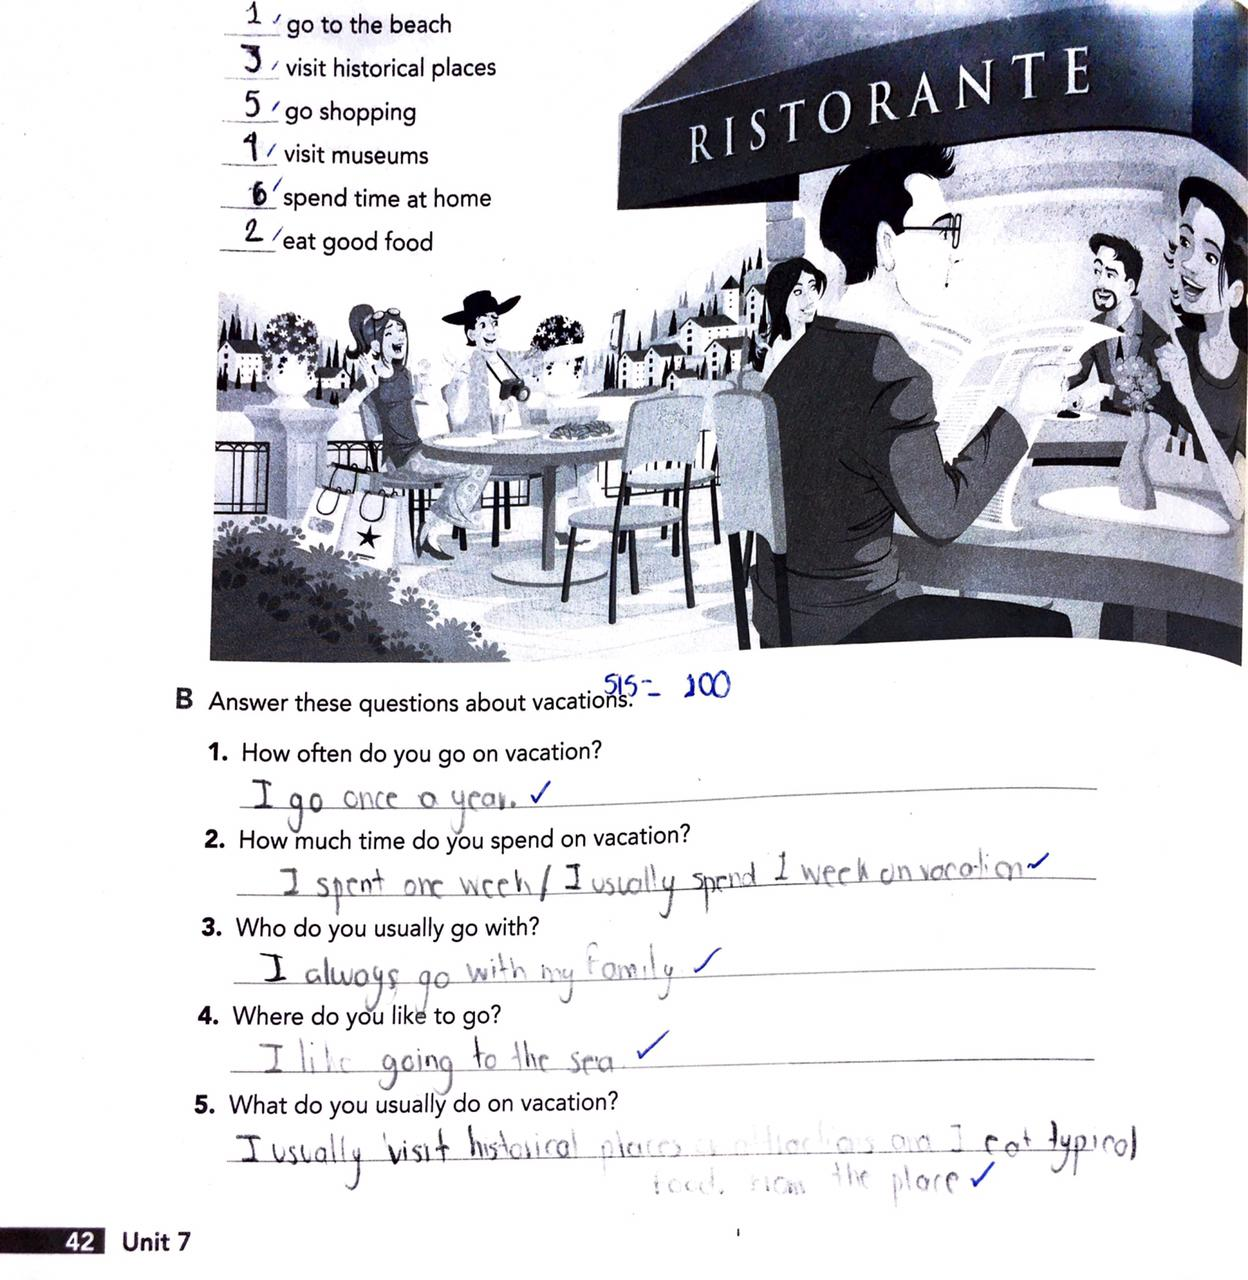 1 go to the beach
3 visit historical places
5 go shopping
4 visit museums
6 spend time at home
2 eat good food
RISTORANTE
B Answer these questions about vacations.
5/5 = 100
1. How often do you go on vacation?
I go once a year. ✓
2. How much time do you spend on vacation?
I spent one week / I usually spend 1 week on vacation ✓
3. Who do you usually go with?
I always go with my family ✓
4. Where do you like to go?
I like going to the sea ✓
5. What do you usually do on vacation?
I usually visit historical places attractions and I eat typical
food. from the place ✓
42 Unit 7